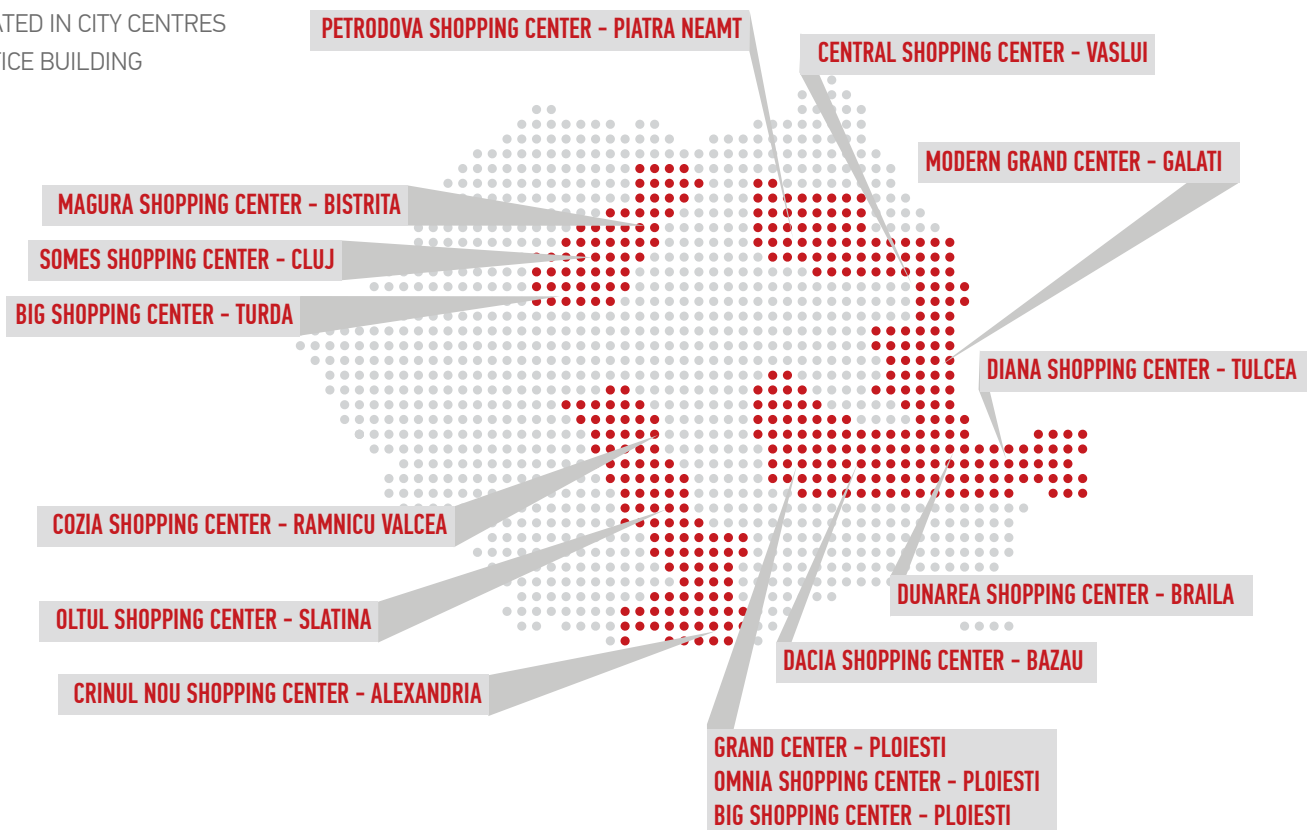 ATED IN CITY CENTRES
ICE BUILDING
PETRODOVA SHOPPING CENTER - PIATRA NEAMT
CENTRAL SHOPPING CENTER - VASLUI
MODERN GRAND CENTER - GALATI
MAGURA SHOPPING CENTER - BISTRITA
SOMES SHOPPING CENTER - CLUJ
BIG SHOPPING CENTER - TURDA
DIANA SHOPPING CENTER - TULCEA
COZIA SHOPPING CENTER - RAMNICU VALCEA
DUNAREA SHOPPING CENTER - BRAILA
OLTUL SHOPPING CENTER - SLATINA
DACIA SHOPPING CENTER - BAZAU
CRINUL NOU SHOPPING CENTER - ALEXANDRIA
GRAND CENTER - PLOIESTI
OMNIA SHOPPING CENTER - PLOIESTI
BIG SHOPPING CENTER - PLOIESTI